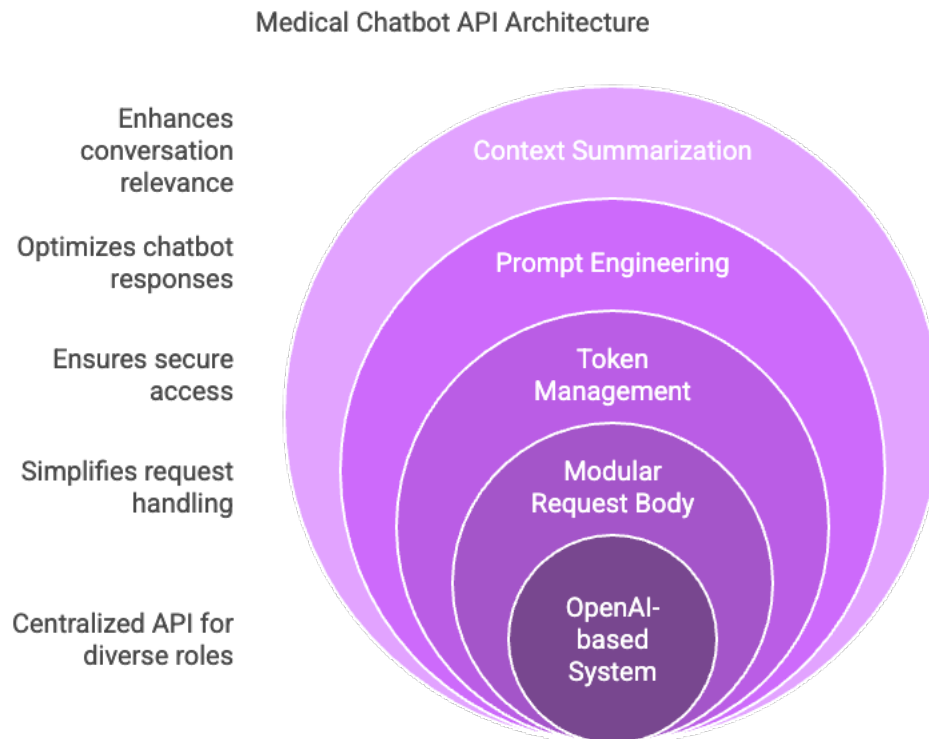 Medical Chatbot API Architecture
Enhances
conversation
relevance
Context Summarization
Optimizes chatbot
responses
Prompt Engineering
Ensures secure
access
Token
Management
Simplifies request
handling
Modular
Request Body
Centralized API for
diverse roles
OpenAI-
based
System